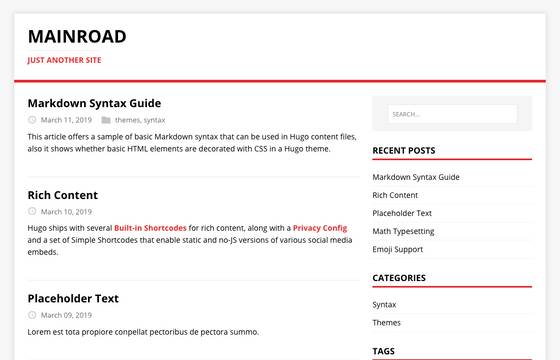 MAINROAD
JUST ANOTHER SITE
Markdown Syntax Guide
March 11, 2019 themes, syntax
This article offers a sample of basic Markdown syntax that can be used in Hugo content files,
also it shows whether basic HTML elements are decorated with CSS in a Hugo theme.
Rich Content
March 10, 2019
Hugo ships with several Built-in Shortcodes for rich content, along with a Privacy Config
and a set of Simple Shortcodes that enable static and no-JS versions of various social media
embeds.
Placeholder Text
March 09, 2019
Lorem est tota propiore conpellat pectoribus de pectora summo.
SEARCH...
RECENT POSTS
Markdown Syntax Guide
Rich Content
Placeholder Text
Math Typesetting
Emoji Support
CATEGORIES
Syntax
Themes
TAGS